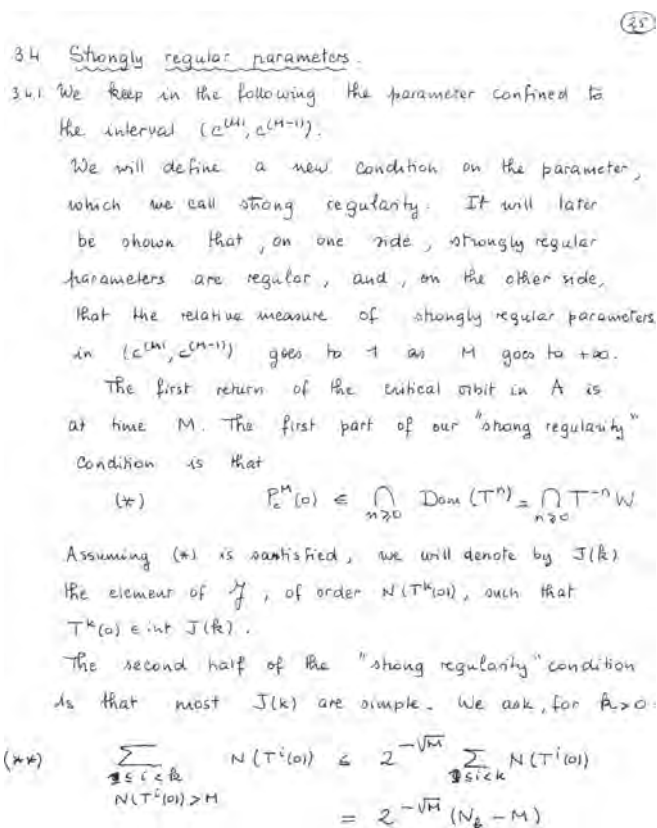 25
3.4 Strongly regular parameters.
3.4.1 We keep in the following the parameter confined to
the interval (c^{(M)}, c^{(M-1)}).
We will define a new condition on the parameter,
which we call strong regularity. It will later
be shown that, on one side, strongly regular
parameters are regular, and, on the other side,
that the relative measure of strongly regular parameters
in (c^{(M)}, c^{(M-1)}) goes to 1 as M goes to +∞.
The first return of the critical orbit in A is
at time M. The first part of our "strong regularity"
condition is that
(*) P_c^M(0) ∈ ⋂_{n≥0} Dom (T^n) = ⋂_{n≥0} T^{-n} W
Assuming (*) is satisfied, we will denote by J(k)
the element of 𝒥, of order N(T^k(0)), such that
T^k(0) ∈ int J(k).
The second half of the "strong regularity" condition
is that most J(k) are simple. We ask, for k>0
(**) ∑_{1≤i<k, N(T^i(0))>M} N(T^i(0)) ≤ 2^{-√M} ∑_{1≤i<k} N(T^i(0))
= 2^{-√M} (N_k - M)